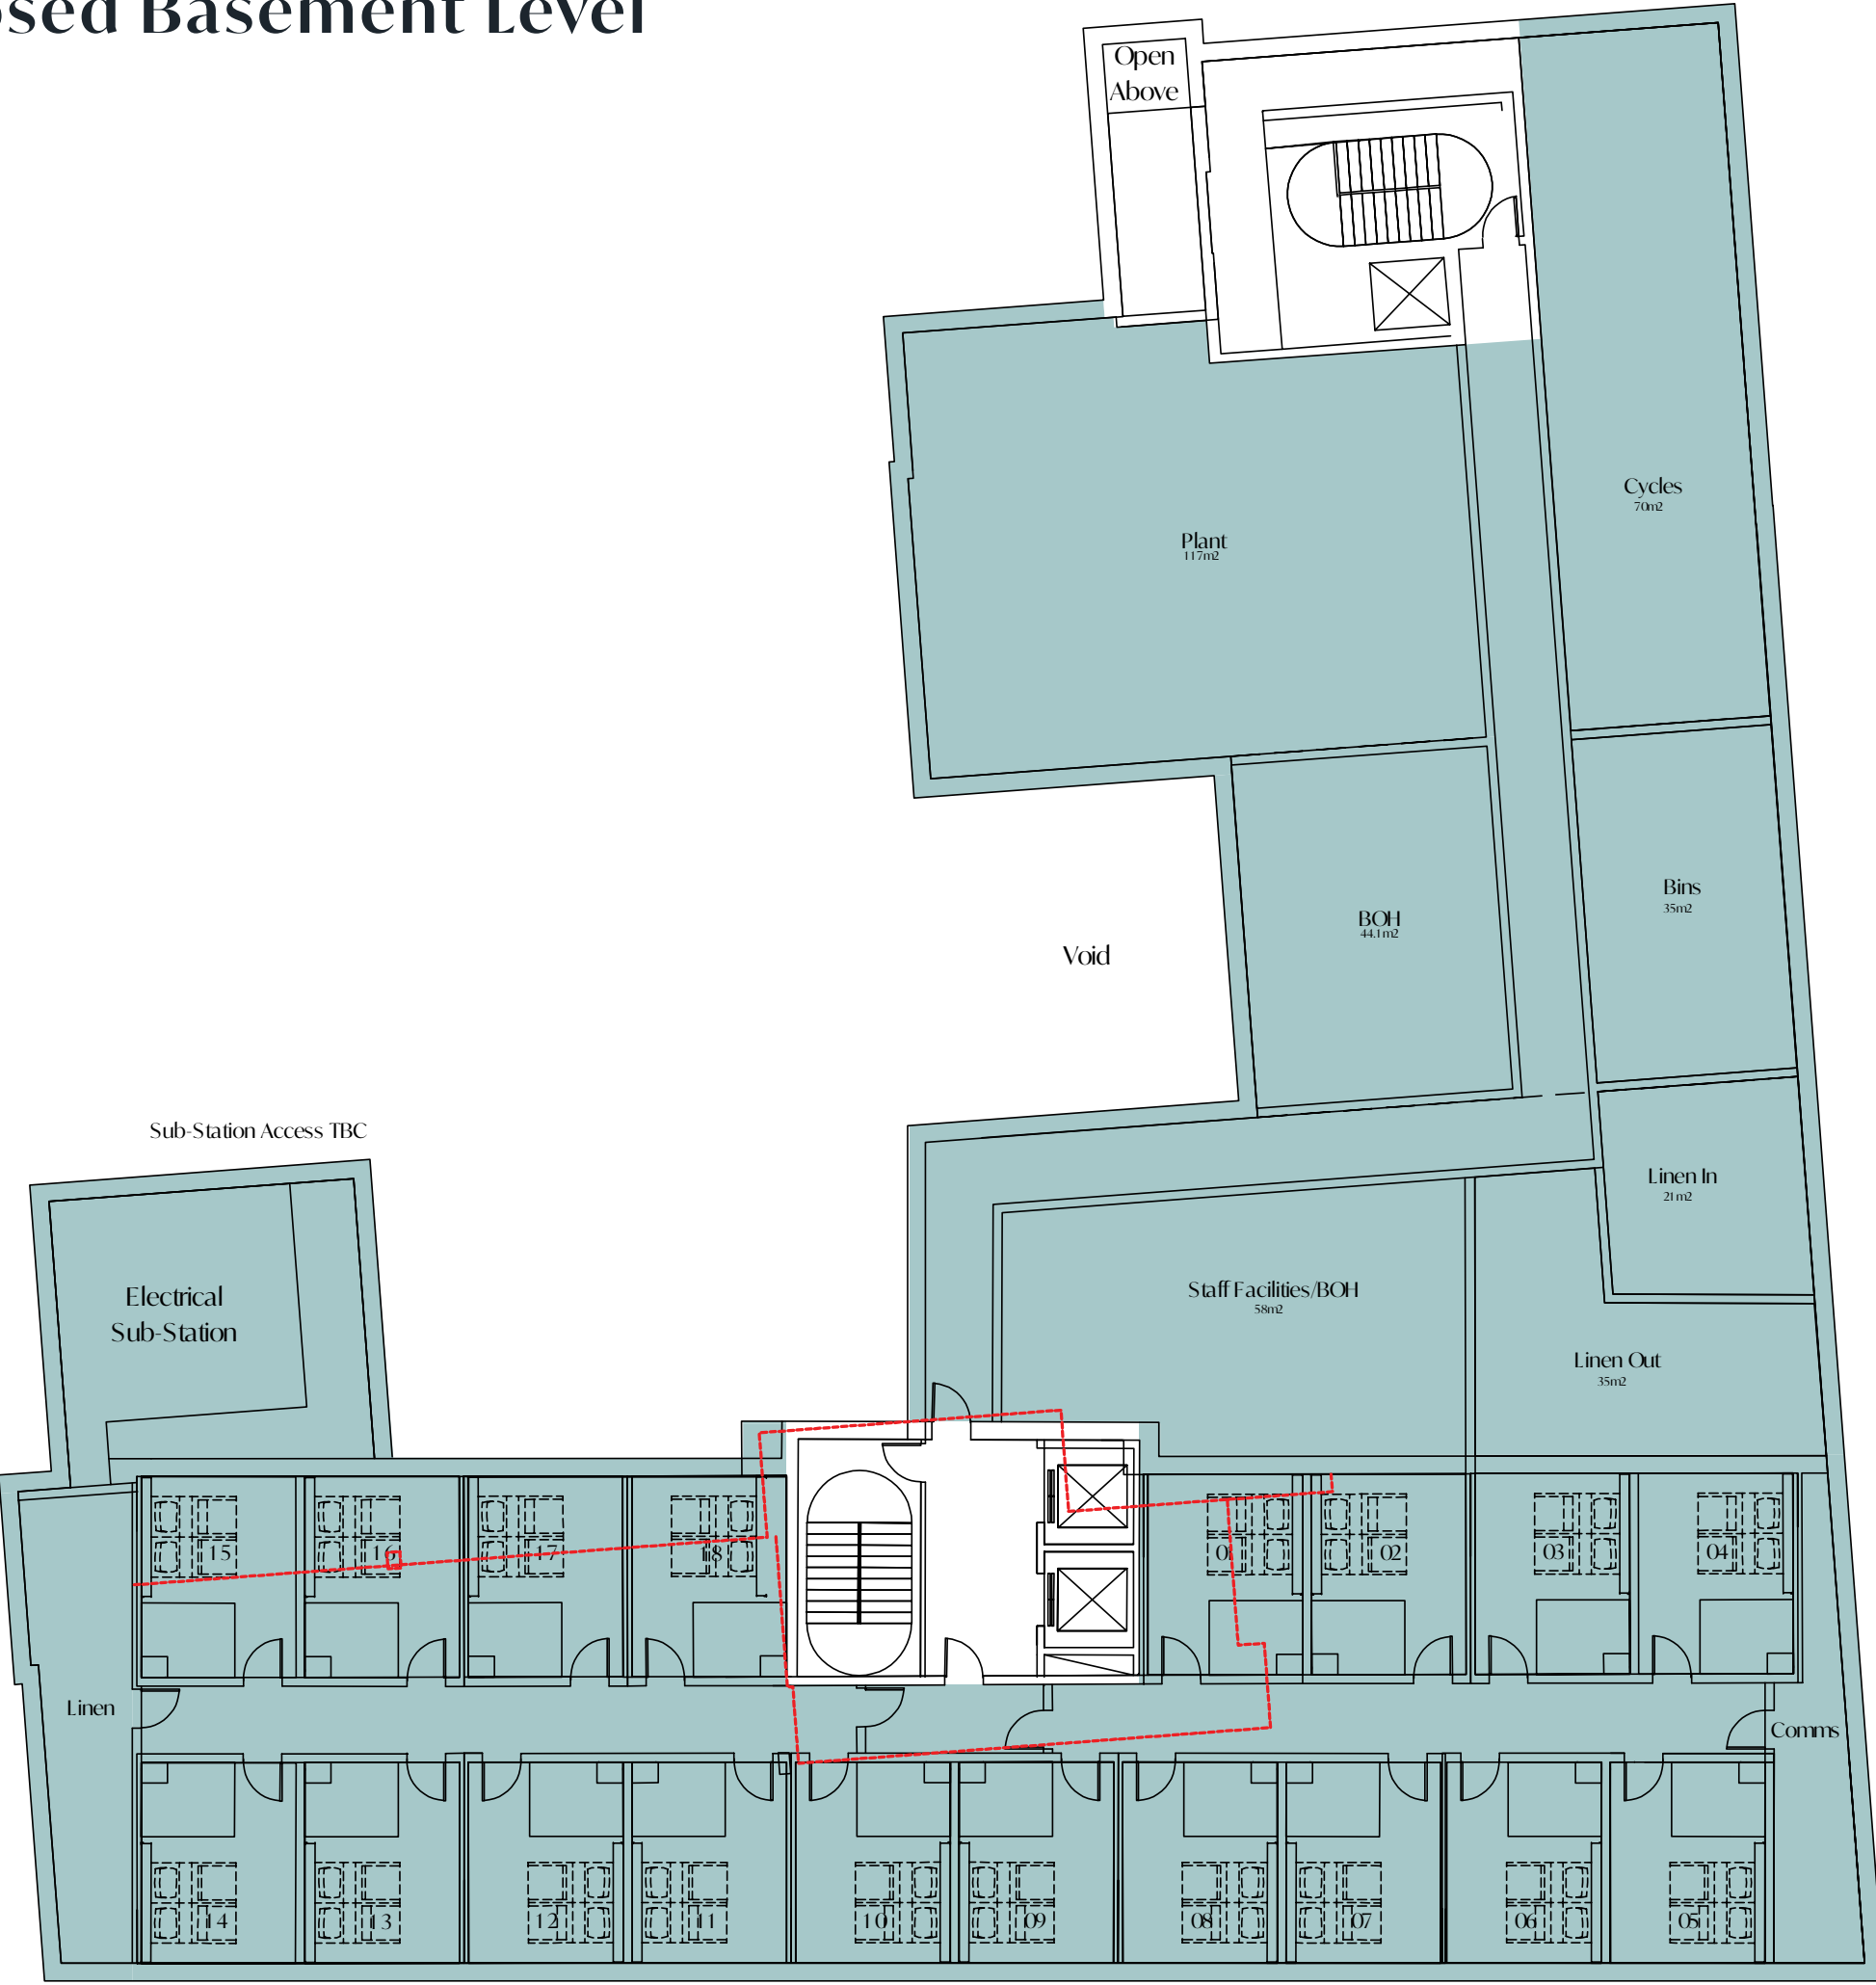 osed Basement Level
Open
Above
Cycles
70m2
Plant
117m2
Bins
35m2
BOH
44.1m2
Void
Sub-Station Access TBC
Linen In
21m2
Electrical
Sub-Station
Staff Facilities/BOH
58m2
Linen Out
35m2
15
16
17
18
01
02
03
04
Linen
Comms
14
13
12
11
10
09
08
07
06
05